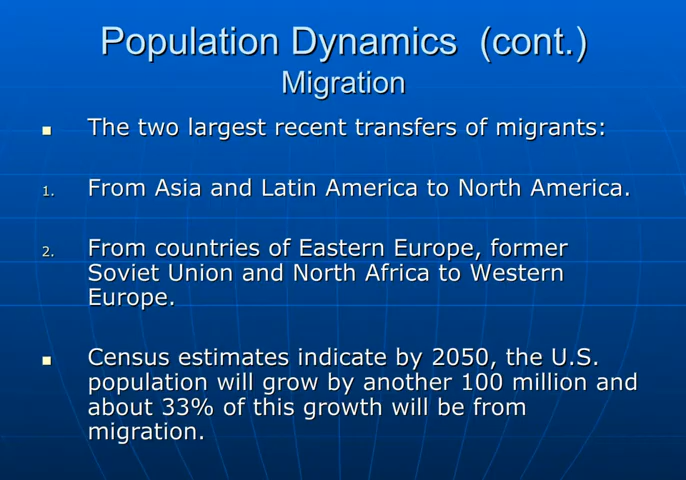 Population Dynamics (cont.)
Migration
The two largest recent transfers of migrants:
1. From Asia and Latin America to North America.
2. From countries of Eastern Europe, former
Soviet Union and North Africa to Western
Europe.
Census estimates indicate by 2050, the U.S.
population will grow by another 100 million and
about 33% of this growth will be from
migration.